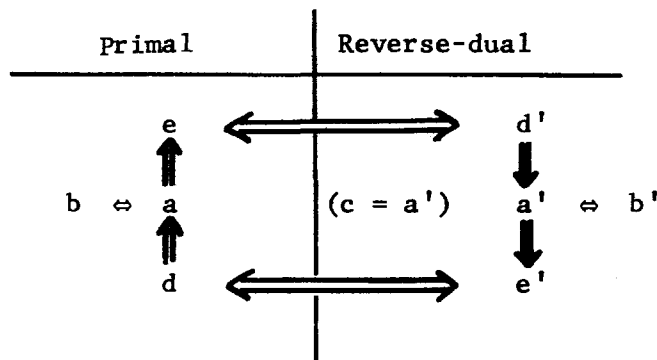 Primal Reverse-dual
e d'
b ⇔ a (c = a') a' ⇔ b'
d e'